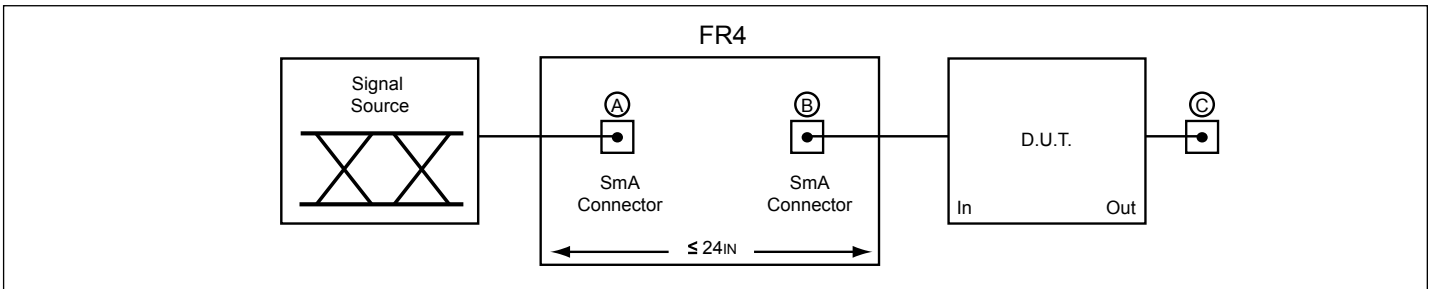 FR4
Signal
Source
A
B
C
SmA
Connector
SmA
Connector
D.U.T.
In
Out
≤ 24IN